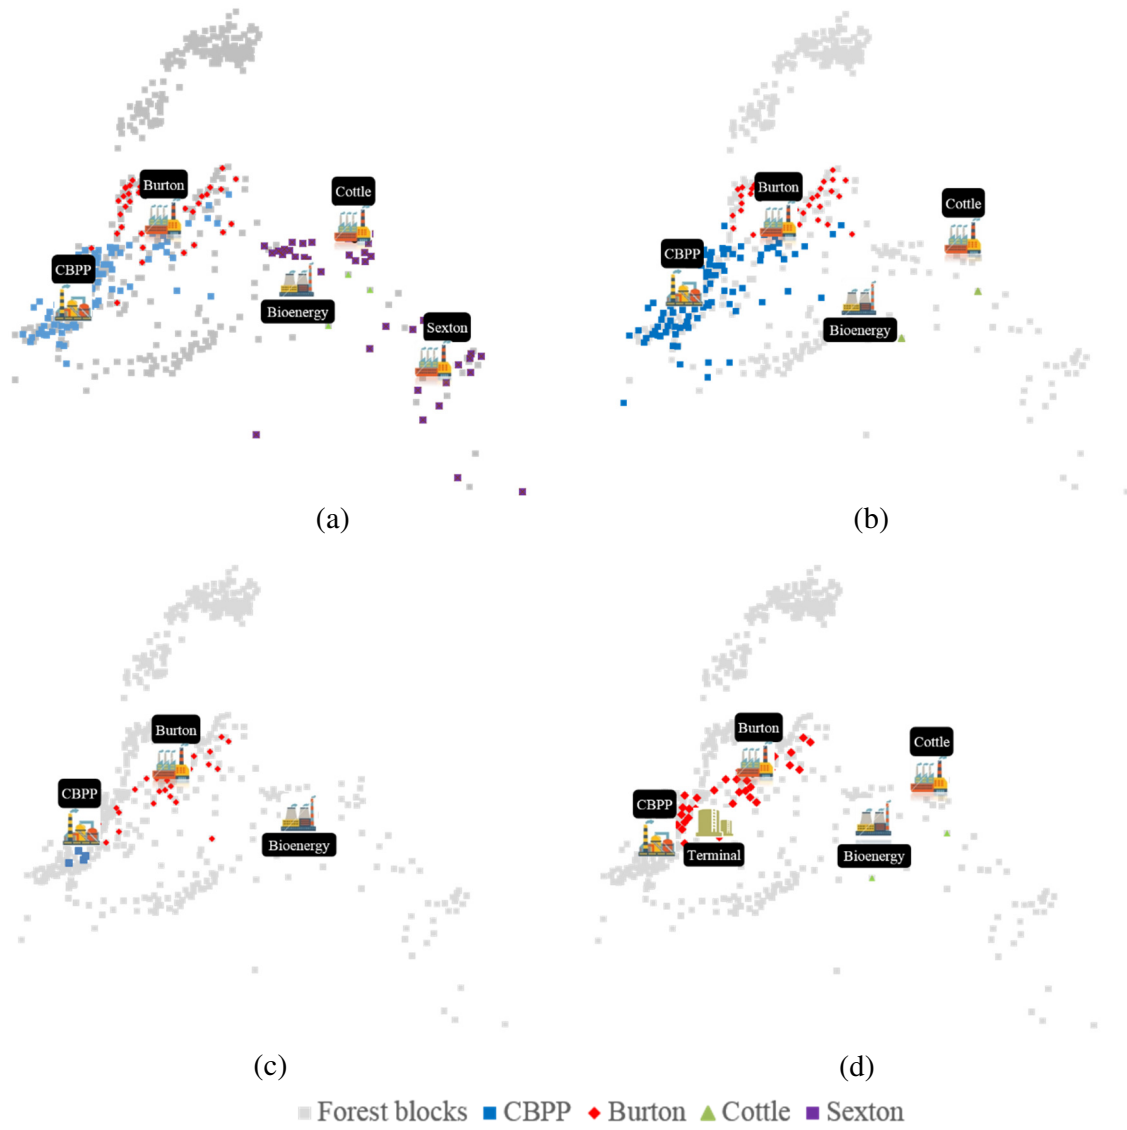 Burton
Cottle
CBPP
Bioenergy
Sexton
(a)
Burton
Cottle
CBPP
Bioenergy
(b)
Burton
CBPP
Bioenergy
(c)
Burton
Cottle
CBPP
Terminal
Bioenergy
(d)
Forest blocks CBPP Burton Cottle Sexton